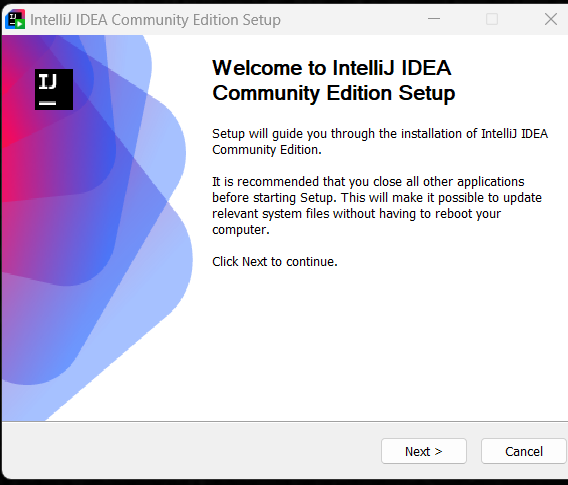 IntelliJ IDEA Community Edition Setup
IJ
Welcome to IntelliJ IDEA
Community Edition Setup
Setup will guide you through the installation of IntelliJ IDEA
Community Edition.
It is recommended that you close all other applications
before starting Setup. This will make it possible to update
relevant system files without having to reboot your
computer.
Click Next to continue.
Next >
Cancel